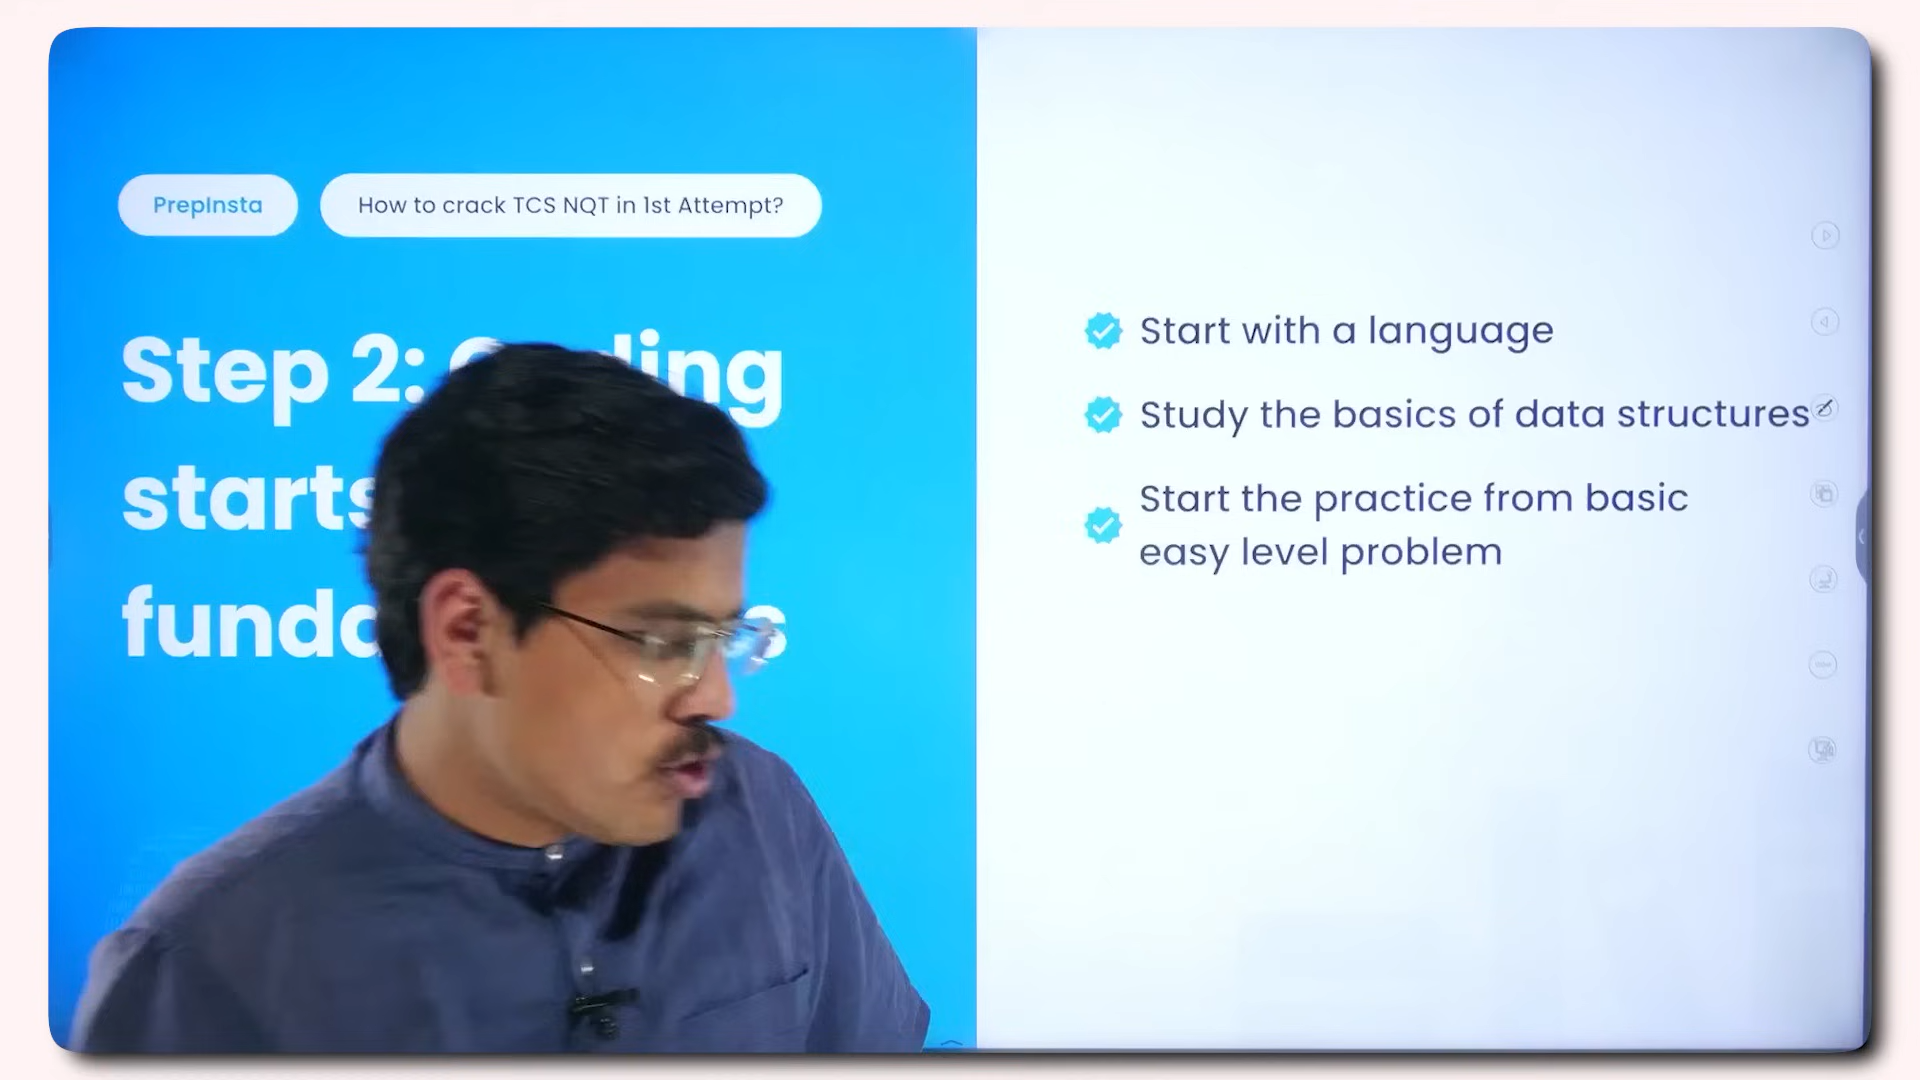 PrepInsta
How to crack TCS NQT in 1st Attempt?
Step 2:
starts
Start with a language
Study the basics of data structures
Start the practice from basic
easy level problem